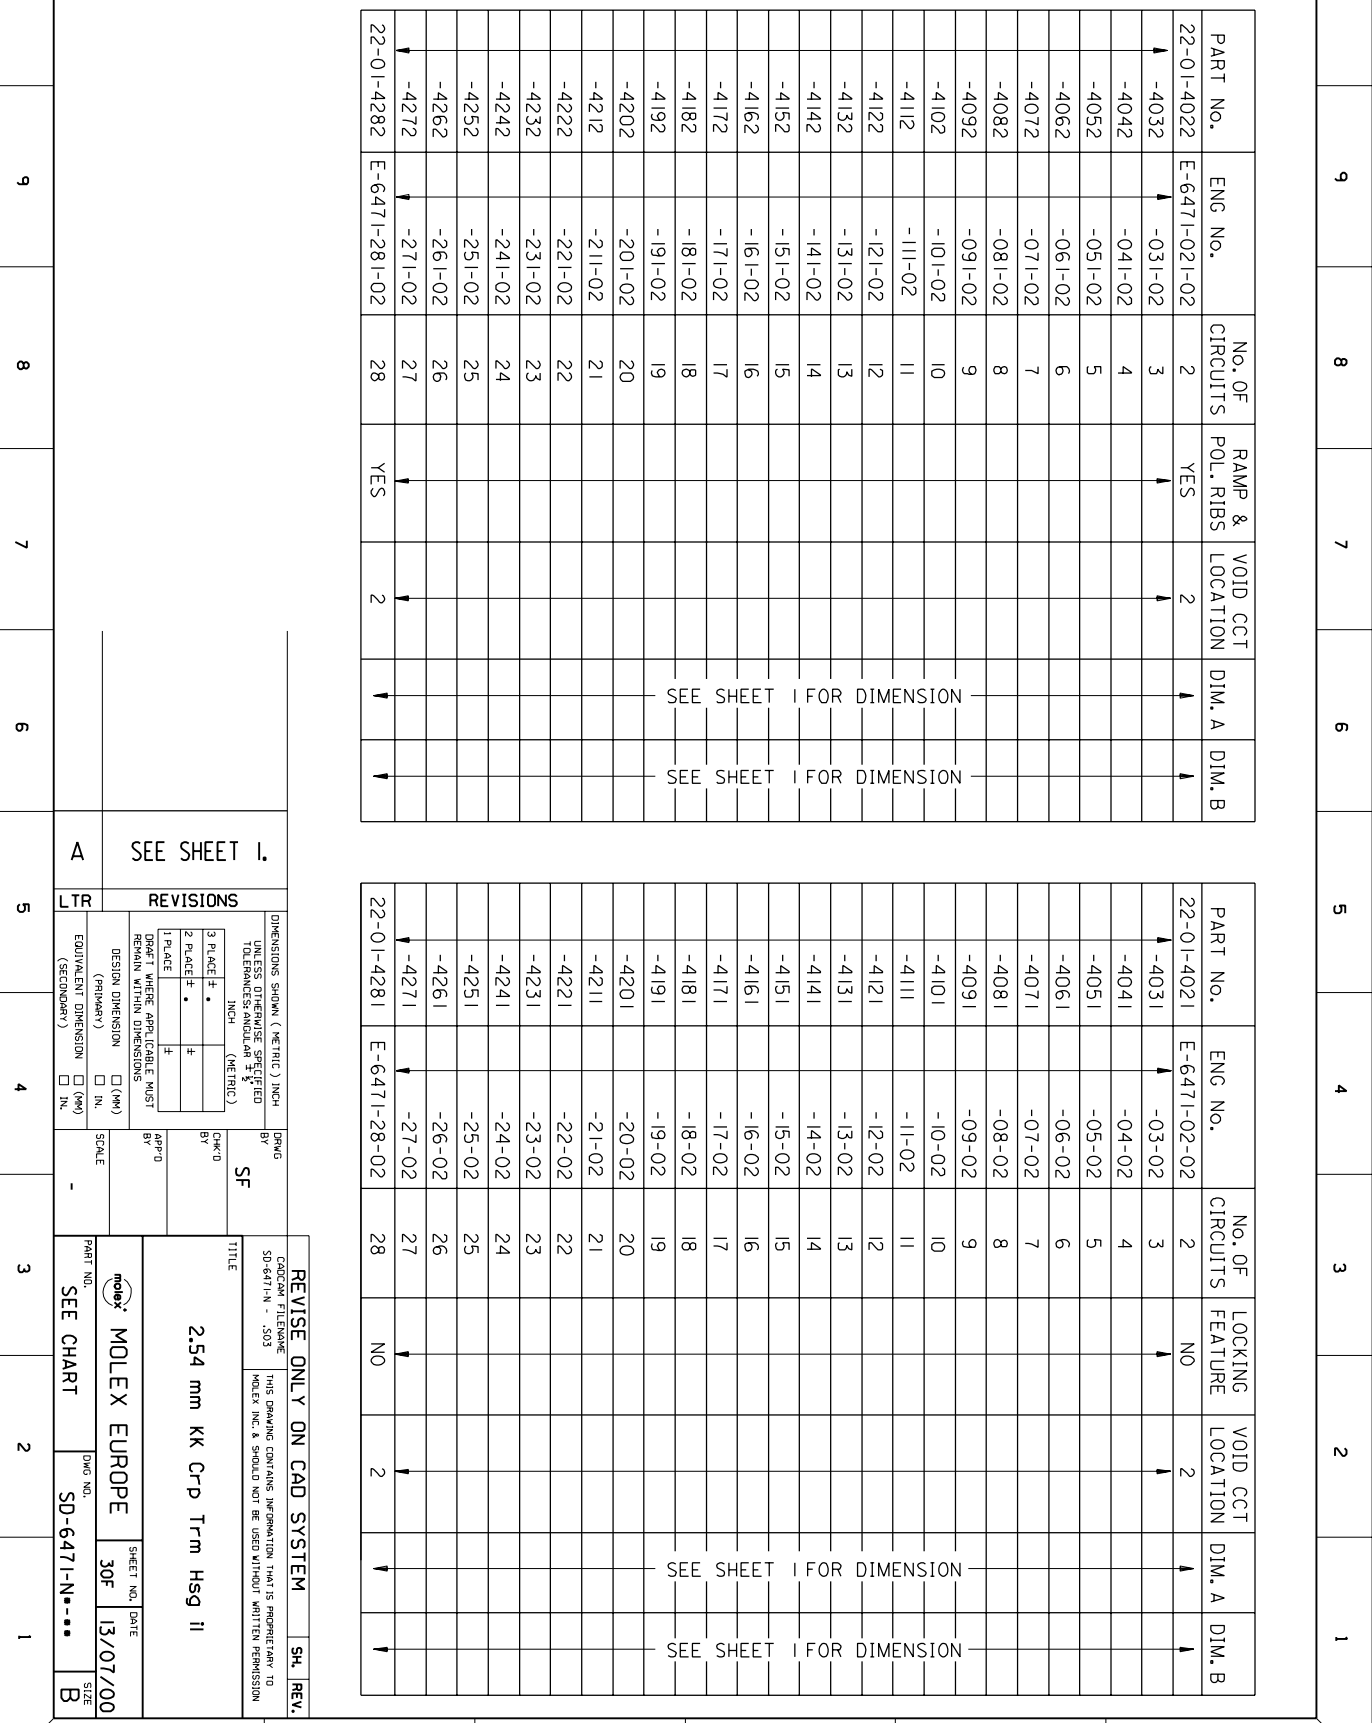 PART No. ENG No. No. OF CIRCUITS RAMP & POL. RIBS VOID CCT LOCATION DIM. A DIM. B
22-01-4022 E-6471-021-02 2 YES 2
-4032 -031-02 3
-4042 -041-02 4
-4052 -051-02 5
-4062 -061-02 6
-4072 -071-02 7
-4082 -081-02 8
-4092 -091-02 9
-4102 -101-02 10
-4112 -111-02 11
-4122 -121-02 12
-4132 -131-02 13
-4142 -141-02 14
-4152 -151-02 15
-4162 -161-02 16
-4172 -171-02 17
-4182 -181-02 18
-4192 -191-02 19
-4202 -201-02 20
-4212 -211-02 21
-4222 -221-02 22
-4232 -231-02 23
-4242 -241-02 24
-4252 -251-02 25
-4262 -261-02 26
-4272 -271-02 27
22-01-4282 E-6471-281-02 28 YES 2
SEE SHEET 1 FOR DIMENSION
SEE SHEET 1 FOR DIMENSION
PART No. ENG No. No. OF CIRCUITS LOCKING FEATURE VOID CCT LOCATION DIM. A DIM. B
22-01-4021 E-6471-02-02 2 NO 2
-4031 -03-02 3
-4041 -04-02 4
-4051 -05-02 5
-4061 -06-02 6
-4071 -07-02 7
-4081 -08-02 8
-4091 -09-02 9
-4101 -10-02 10
-4111 -11-02 11
-4121 -12-02 12
-4131 -13-02 13
-4141 -14-02 14
-4151 -15-02 15
-4161 -16-02 16
-4171 -17-02 17
-4181 -18-02 18
-4191 -19-02 19
-4201 -20-02 20
-4211 -21-02 21
-4221 -22-02 22
-4231 -23-02 23
-4241 -24-02 24
-4251 -25-02 25
-4261 -26-02 26
-4271 -27-02 27
22-01-4281 E-6471-28-02 28 NO 2
SEE SHEET 1 FOR DIMENSION
SEE SHEET 1 FOR DIMENSION
A SEE SHEET 1.
LTR REVISIONS
DIMENSIONS SHOWN (METRIC) INCH
UNLESS OTHERWISE SPECIFIED
TOLERANCES: ANGULAR ±
INCH (METRIC)
3 PLACE ± .
2 PLACE ± . ±
1 PLACE ±
DRAFT WHERE APPLICABLE MUST
REMAIN WITHIN DIMENSIONS
DESIGN DIMENSION □ (MM)
(PRIMARY) □ IN.
EQUIVALENT DIMENSION □ (MM)
(SECONDARY) □ IN.
DRWG BY SF
CHK'D BY
APP'D BY
SCALE -
REVISE ONLY ON CAD SYSTEM SH. REV.
CADCAM FILENAME
SD-6471-N - .S03
THIS DRAWING CONTAINS INFORMATION THAT IS PROPRIETARY TO
MOLEX INC. & SHOULD NOT BE USED WITHOUT WRITTEN PERMISSION
TITLE
2.54 mm KK Crp Trm Hsg il
molex MOLEX EUROPE
SHEET NO. 3OF
DATE 13/07/00
PART NO. SEE CHART
DWG NO. SD-6471-N*-**
SIZE B
9 8 7 6 5 4 3 2 1
9 8 7 6 5 4 3 2 1